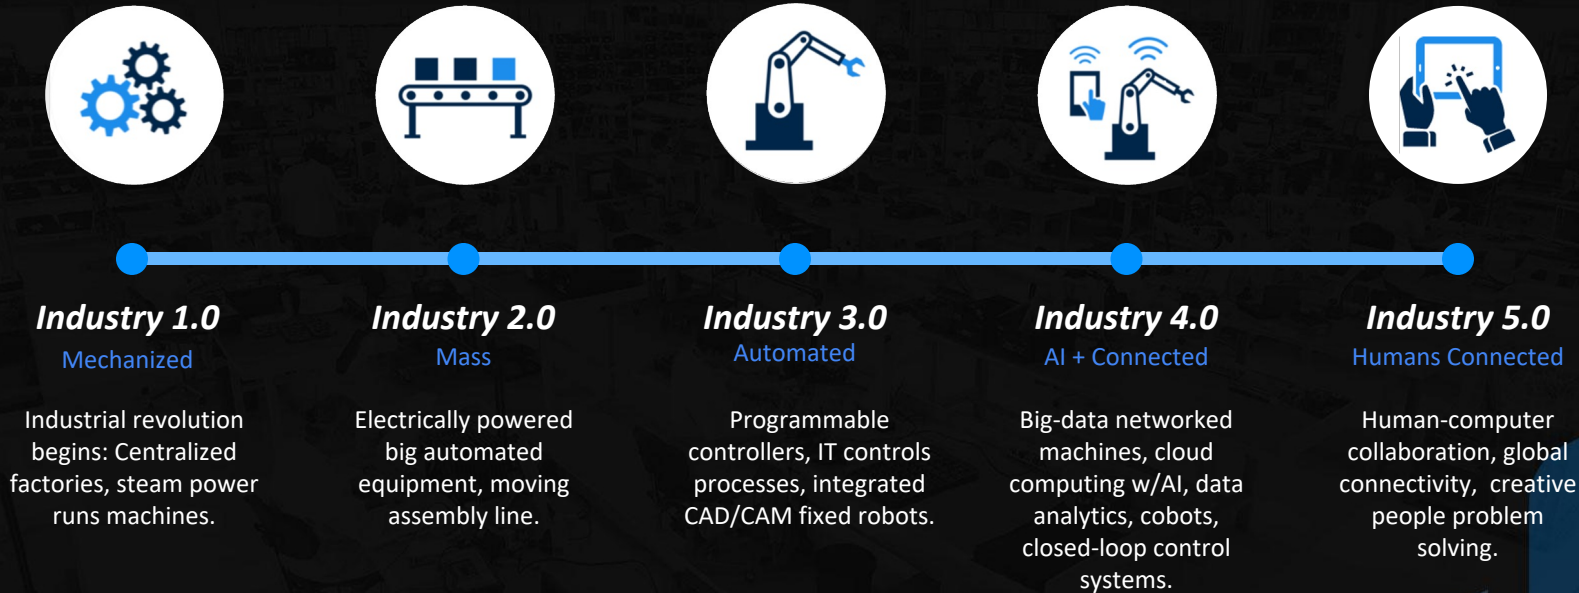 Industry 1.0
Mechanized
Industrial revolution
begins: Centralized
factories, steam power
runs machines.
Industry 2.0
Mass
Electrically powered
big automated
equipment, moving
assembly line.
Industry 3.0
Automated
Programmable
controllers, IT controls
processes, integrated
CAD/CAM fixed robots.
Industry 4.0
AI + Connected
Big-data networked
machines, cloud
computing w/AI, data
analytics, cobots,
closed-loop control
systems.
Industry 5.0
Humans Connected
Human-computer
collaboration, global
connectivity,  creative
people problem
solving.